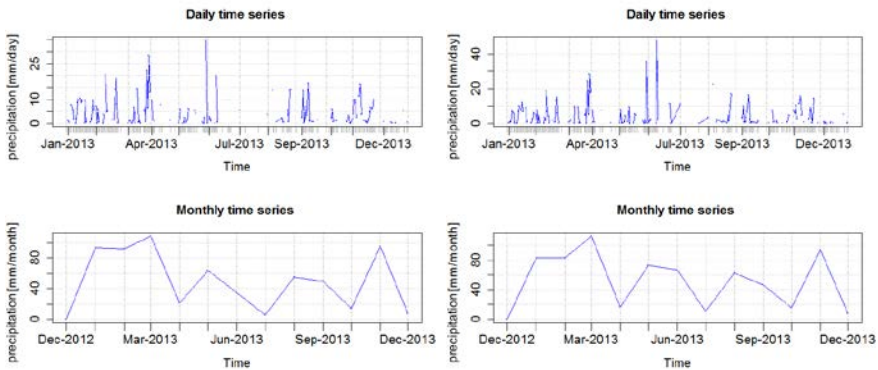 Daily time series
precipitation[mm/day]
0
10
25
Jan-2013 Apr-2013 Jul-2013 Sep-2013 Dec-2013
Time
Daily time series
precipitation[mm/day]
0
20
40
Jan-2013 Apr-2013 Jul-2013 Sep-2013 Dec-2013
Time
Monthly time series
precipitation[mm/month]
0
40
80
Dec-2012 Mar-2013 Jun-2013 Sep-2013 Dec-2013
Time
Monthly time series
precipitation[mm/month]
0
40
80
Dec-2012 Mar-2013 Jun-2013 Sep-2013 Dec-2013
Time